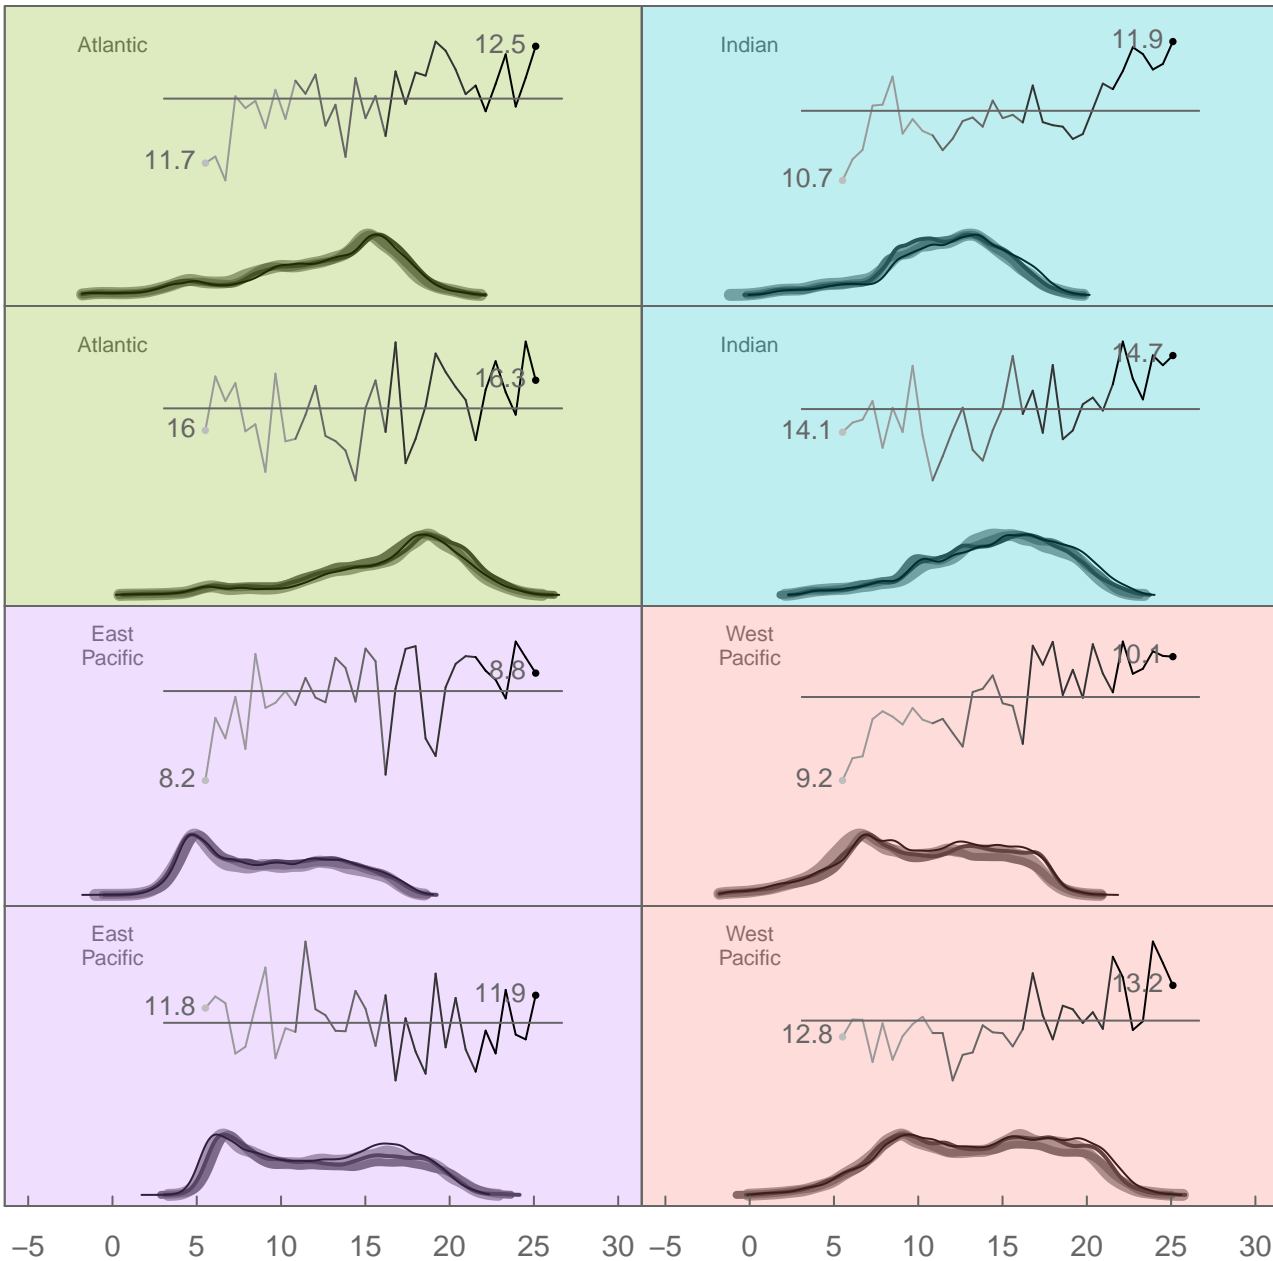 Atlantic
12.5
11.7
Indian
11.9
10.7
Atlantic
16.3
16
Indian
14.7
14.1
East
Pacific
8.8
8.2
West
Pacific
10.1
9.2
East
Pacific
11.9
11.8
West
Pacific
13.2
12.8
–5 0 5 10 15 20 25 30 –5 0 5 10 15 20 25 30